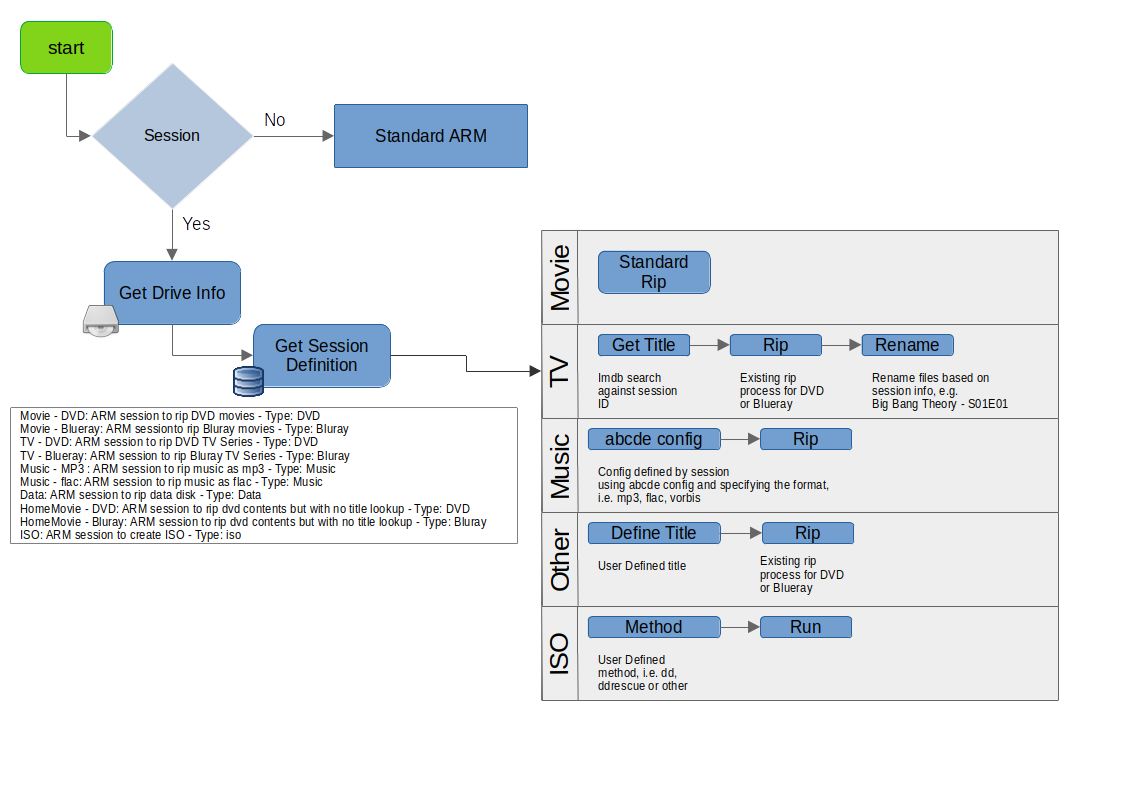 start
Session
No
Standard ARM
Yes
Get Drive Info
Get Session
Definition
Movie - DVD: ARM session to rip DVD movies - Type: DVD
Movie - Blueray: ARM sessionto rip Bluray movies - Type: Bluray
TV - DVD: ARM session to rip DVD TV Series - Type: DVD
TV - Blueray: ARM session to rip Bluray TV Series - Type: Bluray
Music - MP3 : ARM session to rip music as mp3 - Type: Music
Music - flac: ARM session to rip music as flac - Type: Music
Data: ARM session to rip data disk - Type: Data
HomeMovie - DVD: ARM session to rip dvd contents but with no title lookup - Type: DVD
HomeMovie - Bluray: ARM session to rip dvd contents but with no title lookup - Type: Bluray
ISO: ARM session to create ISO - Type: iso
Movie
Standard
Rip
TV
Get Title
Rip
Rename
Imdb search
against session
ID
Existing rip
process for DVD
or Blueray
Rename files based on
session info, e.g.
Big Bang Theory - S01E01
Music
abcde config
Rip
Config defined by session
using abcde config and specifying the format,
i.e. mp3, flac, vorbis
Other
Define Title
Rip
User Defined title
Existing rip
process for DVD
or Blueray
ISO
Method
Run
User Defined
method, i.e. dd,
ddrescue or other